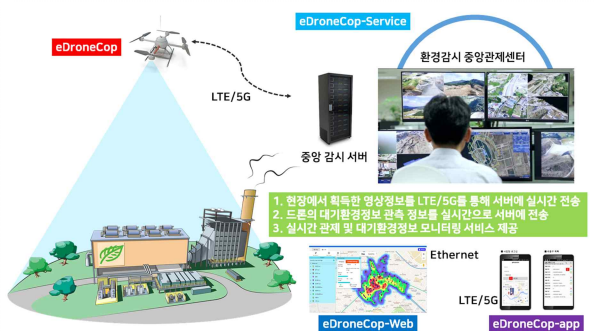 eDroneCop
eDroneCop-Service
LTE/5G
환경감시 중앙관제센터
중앙 감시 서버
1. 현장에서 획득한 영상정보를 LTE/5G를 통해 서버에 실시간 전송
2. 드론의 대기환경정보 관측 정보를 실시간으로 서버에 전송
3. 실시간 관제 및 대기환경정보 모니터링 서비스 제공
Ethernet
LTE/5G
eDroneCop-Web
eDroneCop-app